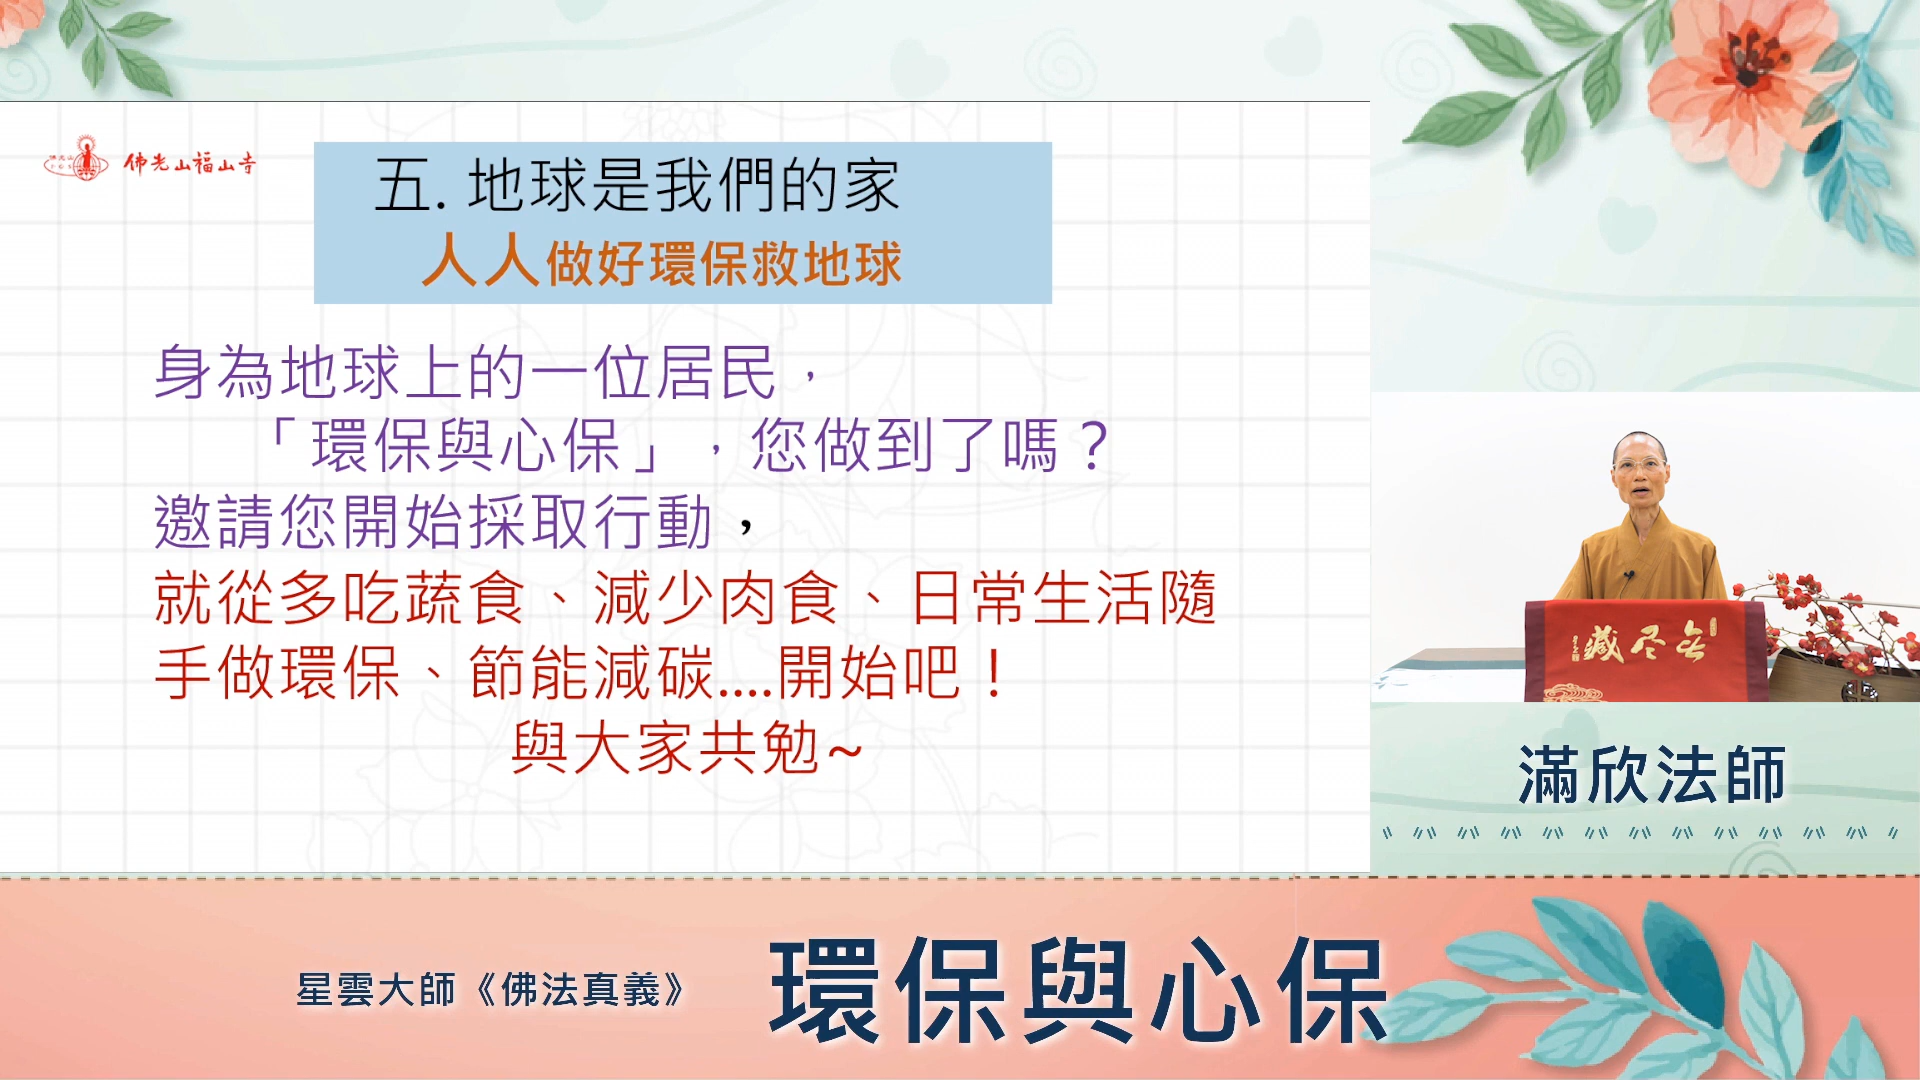 佛光山福山寺
五. 地球是我們的家
人人做好環保救地球
身為地球上的一位居民，
「環保與心保」，您做到了嗎？
邀請您開始採取行動，
就從多吃蔬食、減少肉食、日常生活隨
手做環保、節能減碳....開始吧！
與大家共勉~
藏尽無
滿欣法師
星雲大師《佛法真義》
環保與心保